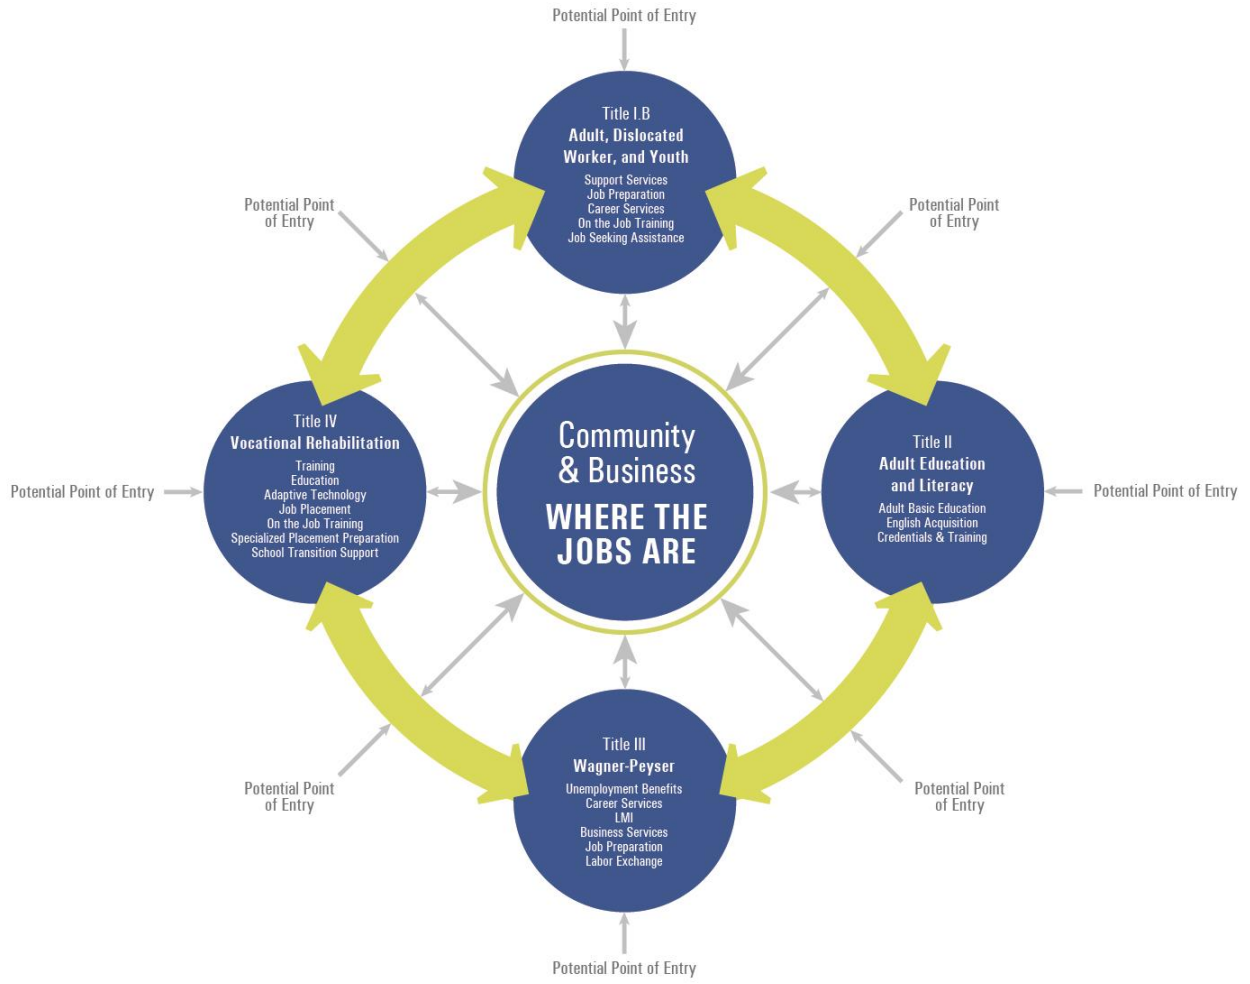 Potential Point of Entry
Title I.B
Adult, Dislocated
Worker, and Youth
Support Services
Job Preparation
Career Services
On the Job Training
Job Seeking Assistance
Potential Point
of Entry
Potential Point
of Entry
Title IV
Vocational Rehabilitation
Training
Education
Adaptive Technology
Job Placement
On the Job Training
Specialized Placement Preparation
School Transition Support
Community
& Business
WHERE THE
JOBS ARE
Title II
Adult Education
and Literacy
Adult Basic Education
English Acquisition
Credentials & Training
Potential Point of Entry
Potential Point of Entry
Title III
Wagner-Peyser
Unemployment Benefits
Career Services
LMI
Business Services
Job Preparation
Labor Exchange
Potential Point
of Entry
Potential Point
of Entry
Potential Point of Entry